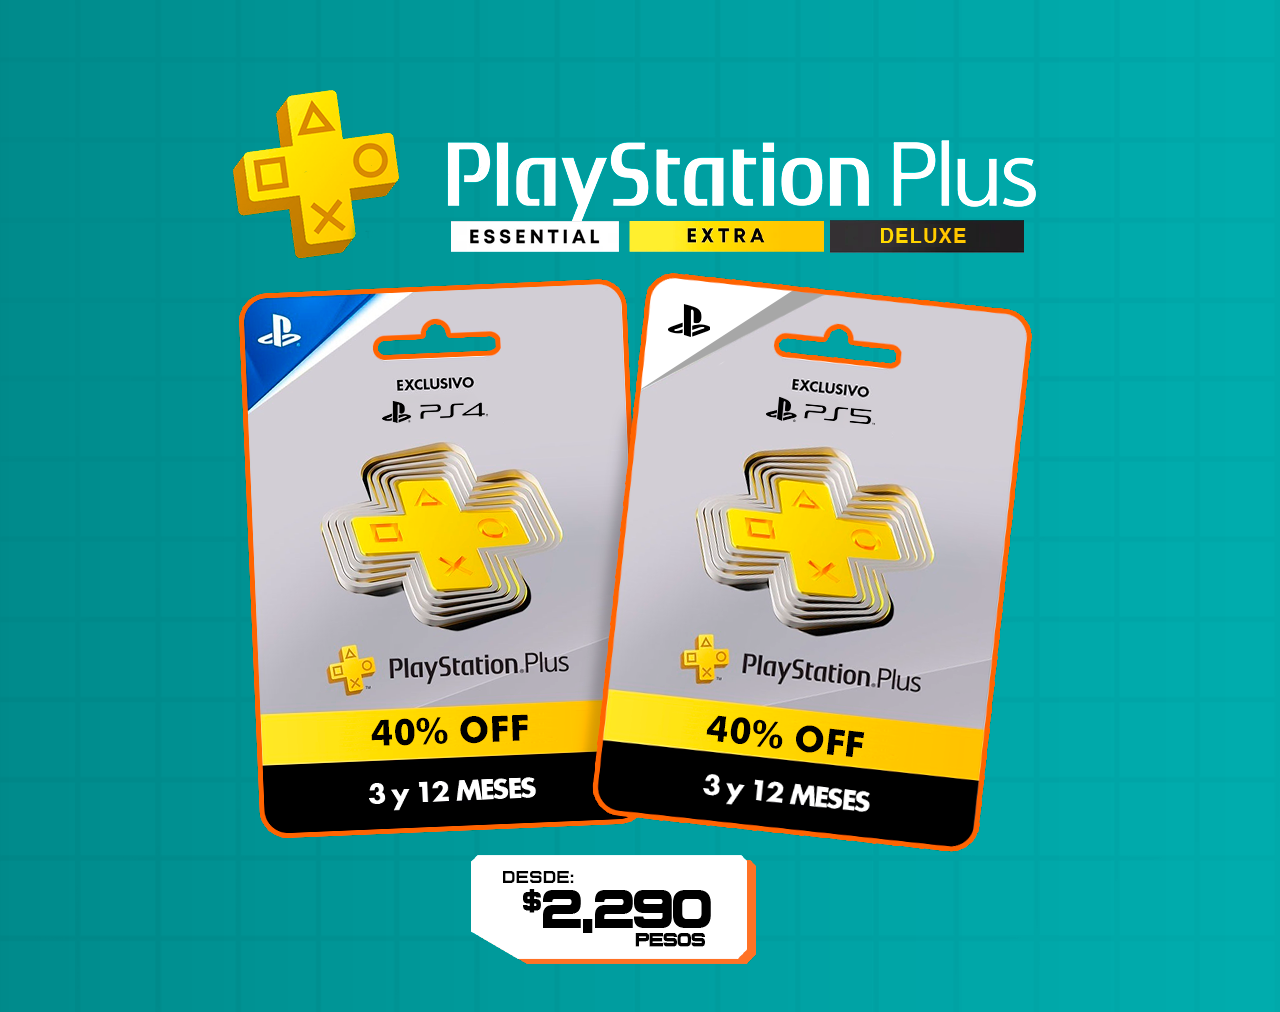 PlayStation Plus
ESSENTIAL
EXTRA
DELUXE
EXCLUSIVO
PS4
PlayStation Plus
40% OFF
3 y 12 MESES
EXCLUSIVO
PS5
PlayStation Plus
40% OFF
3 y 12 MESES
DESDE:
$2,290
PESOS